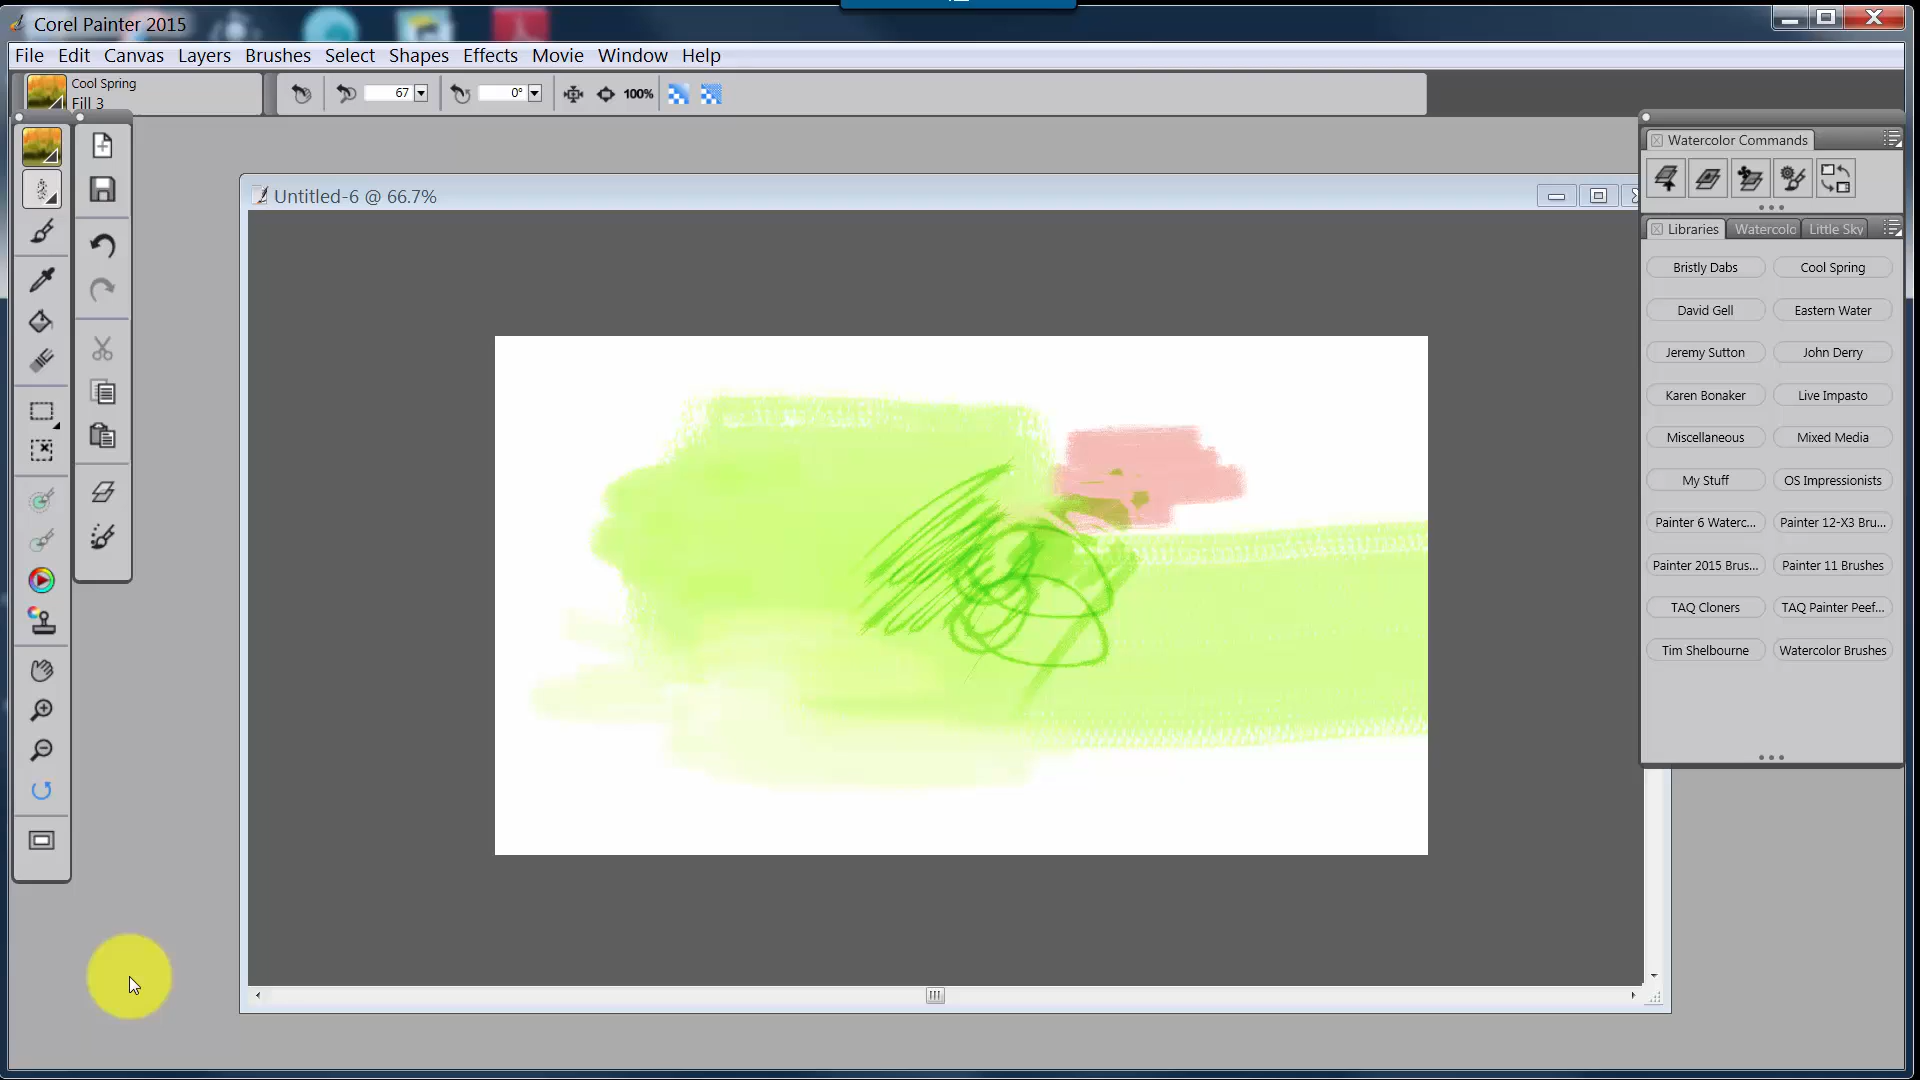 Corel Painter 2015
File Edit Canvas Layers Brushes Select Shapes Effects Movie Window Help
Cool Spring
Fill 3
67
0°
100%
Untitled-6 @ 66.7%
Watercolor Commands
Libraries Watercolo Little Sky
Bristly Dabs Cool Spring
David Gell Eastern Water
Jeremy Sutton John Derry
Karen Bonaker Live Impasto
Miscellaneous Mixed Media
My Stuff OS Impressionists
Painter 6 Waterc... Painter 12-X3 Bru...
Painter 2015 Brus... Painter 11 Brushes
TAQ Cloners TAQ Painter Peef...
Tim Shelbourne Watercolor Brushes